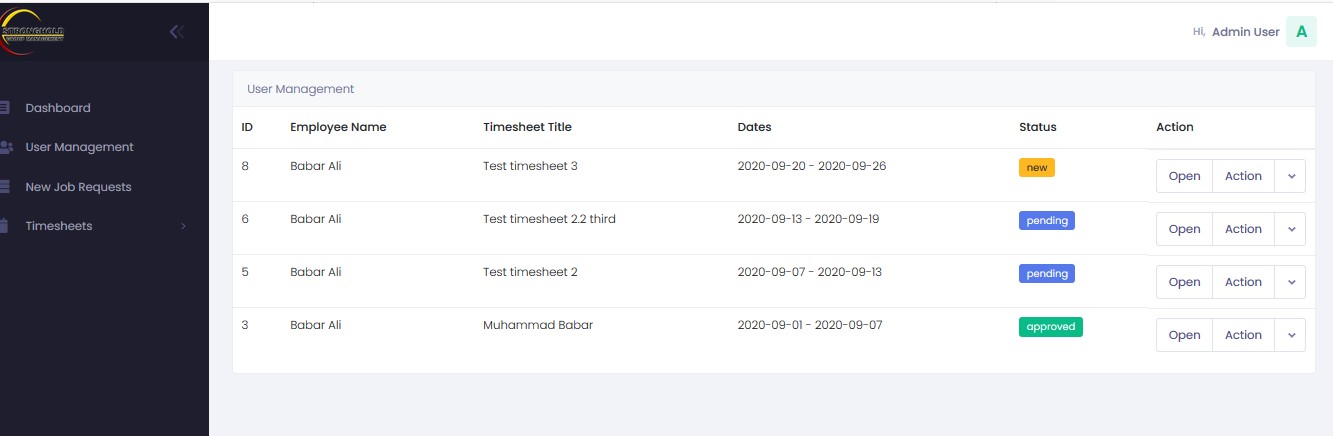 STRONGHOLD
GROUP MANAGEMENT
Hi, Admin User A
Dashboard
User Management
New Job Requests
Timesheets
User Management
ID Employee Name Timesheet Title Dates Status Action
8 Babar Ali Test timesheet 3 2020-09-20 - 2020-09-26 new Open Action
6 Babar Ali Test timesheet 2.2 third 2020-09-13 - 2020-09-19 pending Open Action
5 Babar Ali Test timesheet 2 2020-09-07 - 2020-09-13 pending Open Action
3 Babar Ali Muhammad Babar 2020-09-01 - 2020-09-07 approved Open Action